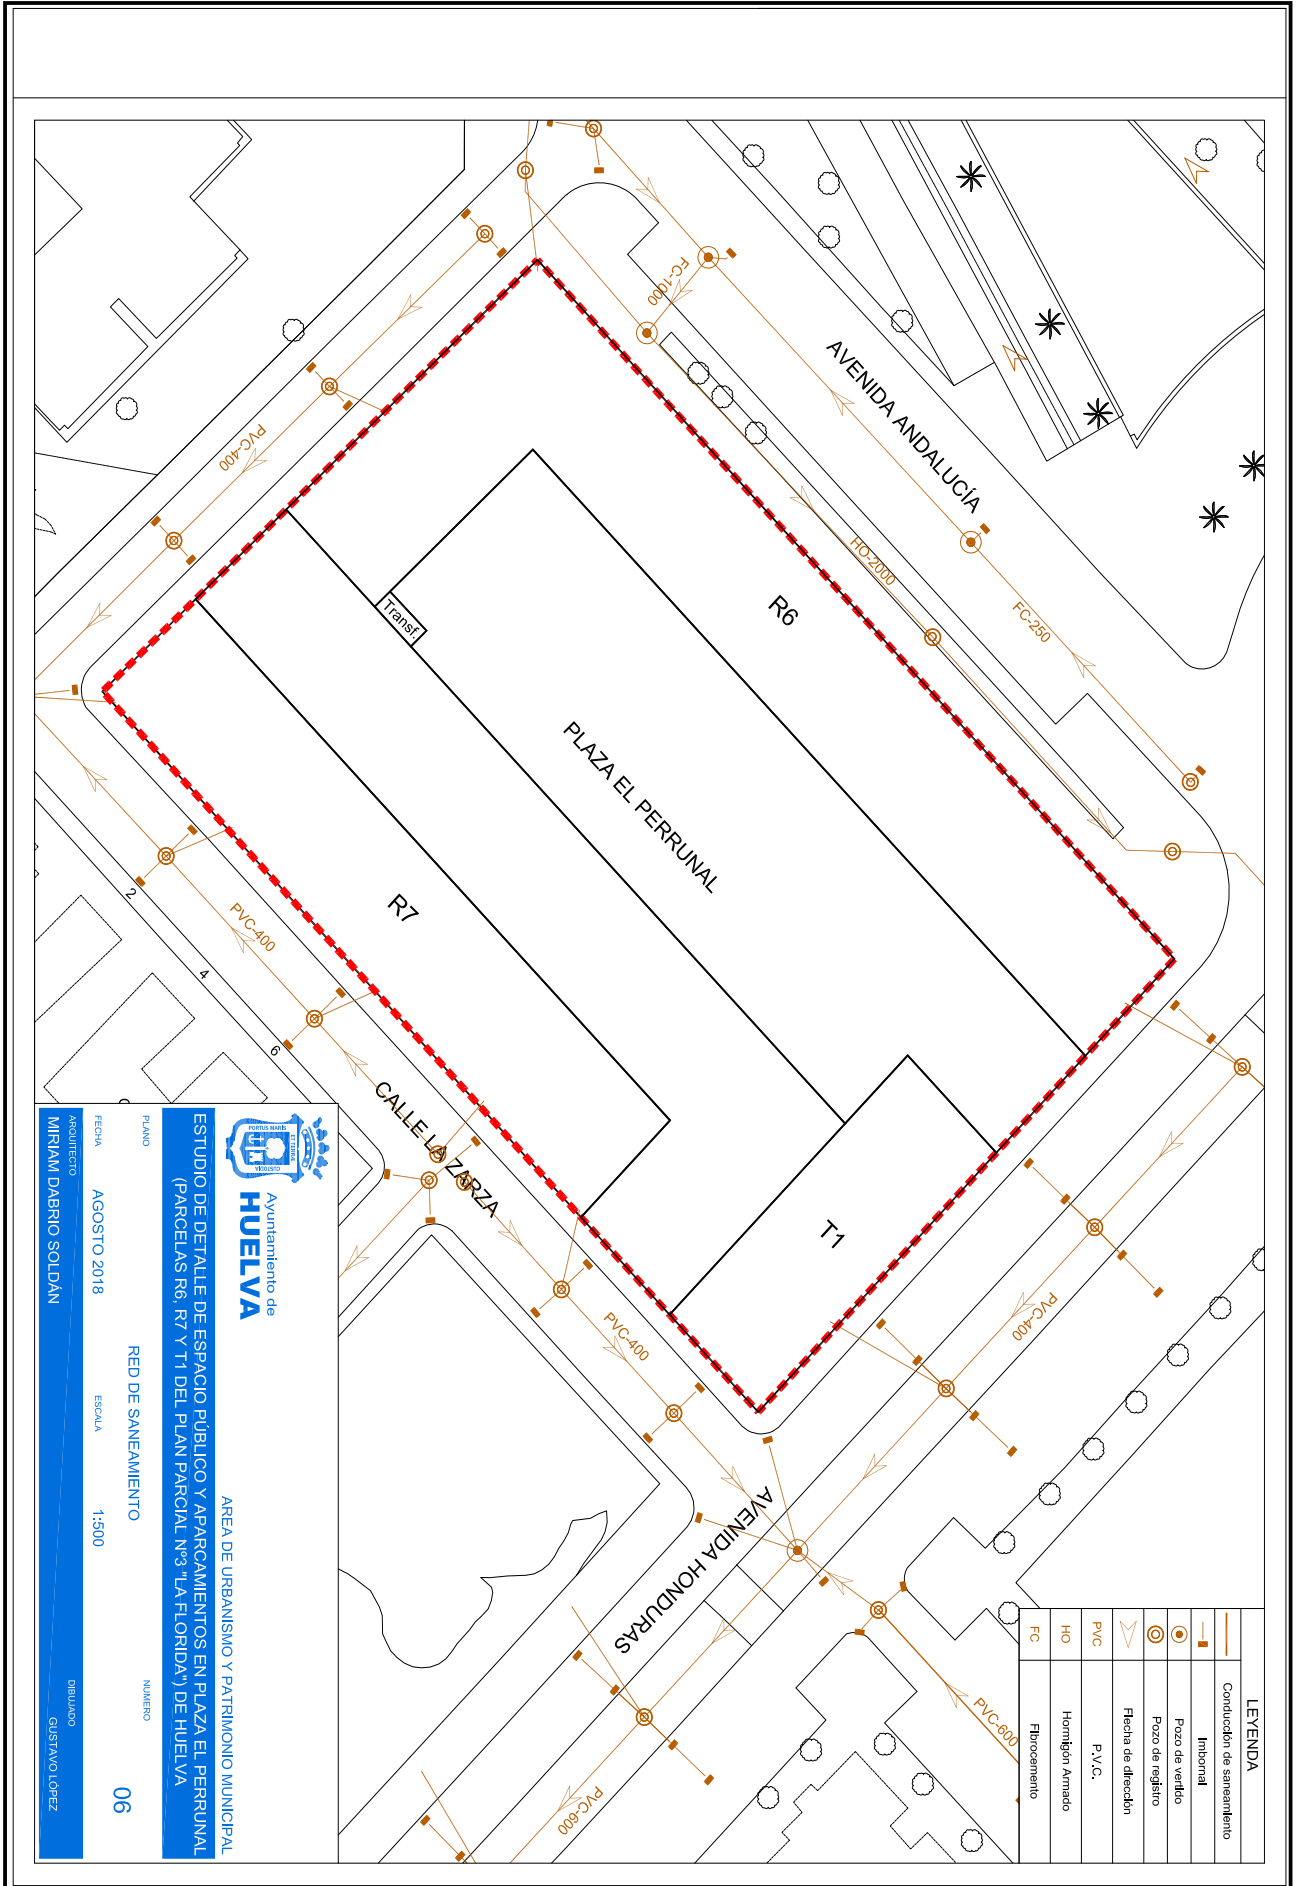 FC-1000
AVENIDA ANDALUCÍA
PVC-400
HO-2000
FC-250
R6
Transf.
PLAZA EL PERRUNAL
R7
2
PVC-400
4
6
CALLE LA ZARZA
T1
PVC-400
PVC-400
AVENIDA HONDURAS
PVC-600
PVC-600
LEYENDA
Conducción de saneamiento
Imbornal
Pozo de vertido
Pozo de registro
Flecha de dirección
PVC P.V.C.
HO Hormigón Armado
FC Fibrocemento
PORTUS MARIS
ET TERRAE
CUSTODIA
Ayuntamiento de
HUELVA
AREA DE URBANISMO Y PATRIMONIO MUNICIPAL
ESTUDIO DE DETALLE DE ESPACIO PÚBLICO Y APARCAMIENTOS EN PLAZA EL PERRUNAL
(PARCELAS R6, R7 Y T1 DEL PLAN PARCIAL Nº3 "LA FLORIDA") DE HUELVA
PLANO
RED DE SANEAMIENTO
NUMERO
06
FECHA
AGOSTO 2018
ESCALA
1:500
ARQUITECTO
MIRIAM DABRIO SOLDÁN
DIBUJADO
GUSTAVO LÓPEZ